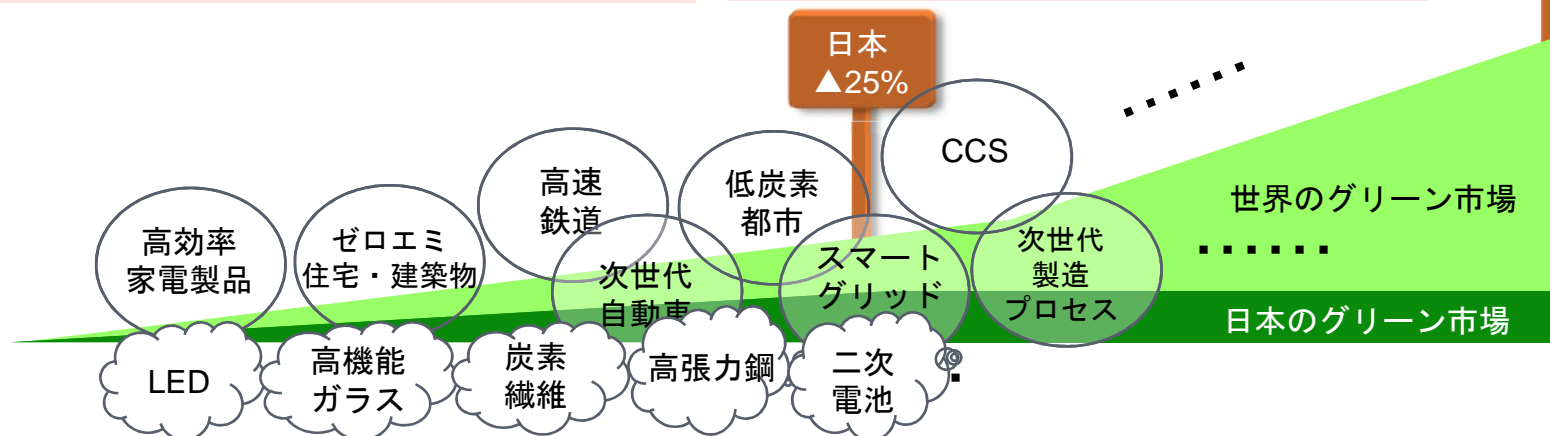 日本
▲25%
CCS
高速
鉄道
低炭素
都市
世界のグリーン市場
高効率
家電製品
ゼロエミ
住宅・建築物
次世代
自動車
スマート
グリッド
次世代
製造
プロセス
日本のグリーン市場
LED
高機能
ガラス
炭素
繊維
高張力鋼
二次
電池